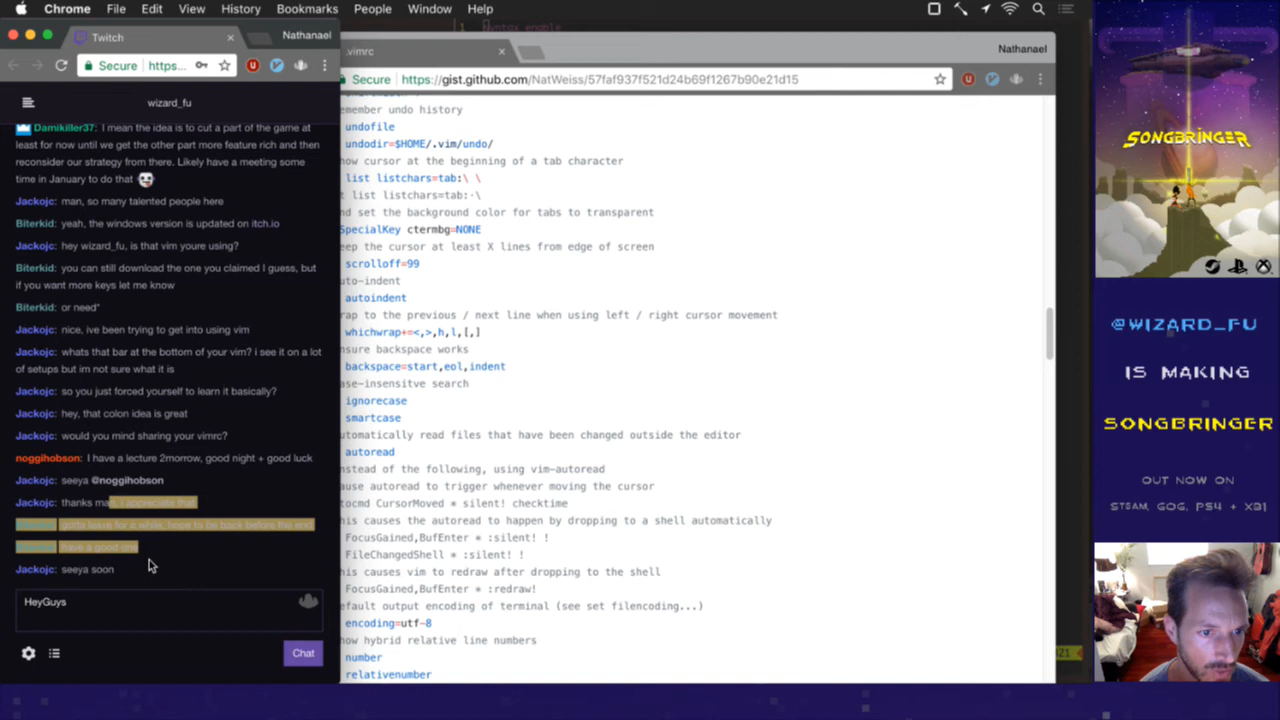 Chrome File Edit View History Bookmarks People Window Help
Twitch
Nathanael
Secure https...
wizard_fu
Damikiller37: I mean the idea is to cut a part of the game at
least for now until we get the other part more feature rich and then
reconsider our strategy from there. Likely have a meeting some
time in January to do that
Jackojc: man, so many talented people here
Biterkid: yeah, the windows version is updated on itch.io
Jackojc: hey wizard_fu, is that vim youre using?
Biterkid: you can still download the one you claimed I guess, but
if you want more keys let me know
Biterkid: or need*
Jackojc: nice, ive been trying to get into using vim
Jackojc: whats that bar at the bottom of your vim? i see it on a lot
of setups but im not sure what it is
Jackojc: so you just forced yourself to learn it basically?
Jackojc: hey, that colon idea is great
Jackojc: would you mind sharing your vimrc?
noggihobson: I have a lecture 2morrow, good night + good luck
Jackojc: seeya @noggihobson
Jackojc: thanks man, i appreciate that
gotta leave for a while, hope to be back before the end
have a good one
Jackojc: seeya soon
HeyGuys
Chat
1 Syntax enable
.vimrc
Nathanael
Secure https://gist.github.com/NatWeiss/57faf937f521d24b69f1267b90e21d15
emember undo history
undofile
undodir=$HOME/.vim/undo/
how cursor at the beginning of a tab character
list listchars=tab:\ \
t list listchars=tab:·\
nd set the background color for tabs to transparent
SpecialKey ctermbg=NONE
eep the cursor at least X lines from edge of screen
scrolloff=99
uto-indent
autoindent
rap to the previous / next line when using left / right cursor movement
whichwrap+=<,>,h,l,[,]
nsure backspace works
backspace=start,eol,indent
ase-insensitve search
ignorecase
smartcase
utomatically read files that have been changed outside the editor
autoread
nstead of the following, using vim-autoread
ause autoread to trigger whenever moving the cursor
tocmd CursorMoved * silent! checktime
his causes the autoread to happen by dropping to a shell automatically
FocusGained,BufEnter * :silent! !
FileChangedShell * :silent! !
his causes vim to redraw after dropping to the shell
FocusGained,BufEnter * :redraw!
efault output encoding of terminal (see set filencoding...)
encoding=utf-8
how hybrid relative line numbers
number
relativenumber
SONGBRINGER
@WIZARD_FU
IS MAKING
SONGBRINGER
OUT NOW ON
STEAM, GOG, PS4 + XB1